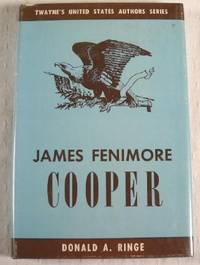 TWAYNE'S UNITED STATES AUTHORS SERIES
JAMES FENIMORE
COOPER
DONALD A. RINGE